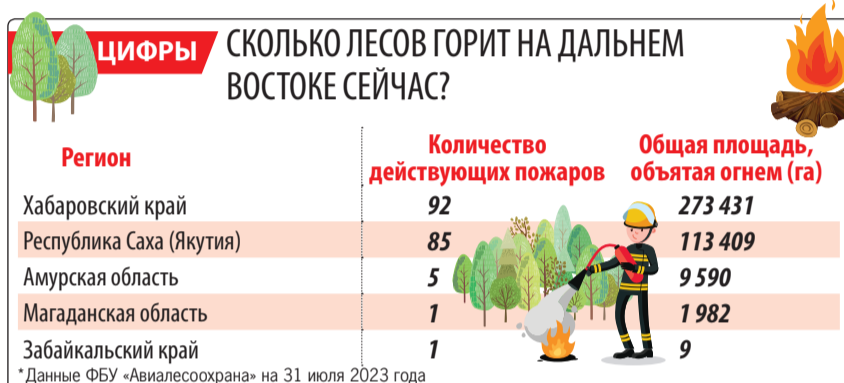 ЦИФРЫ
СКОЛЬКО ЛЕСОВ ГОРИТ НА ДАЛЬНЕМ
ВОСТОКЕ СЕЙЧАС?
Регион
Количество
действующих пожаров
Общая площадь,
объятая огнем (га)
Хабаровский край 92 273 431
Республика Саха (Якутия) 85 113 409
Амурская область 5 9 590
Магаданская область 1 1 982
Забайкальский край 1 9
*Данные ФБУ «Авиалесоохрана» на 31 июля 2023 года